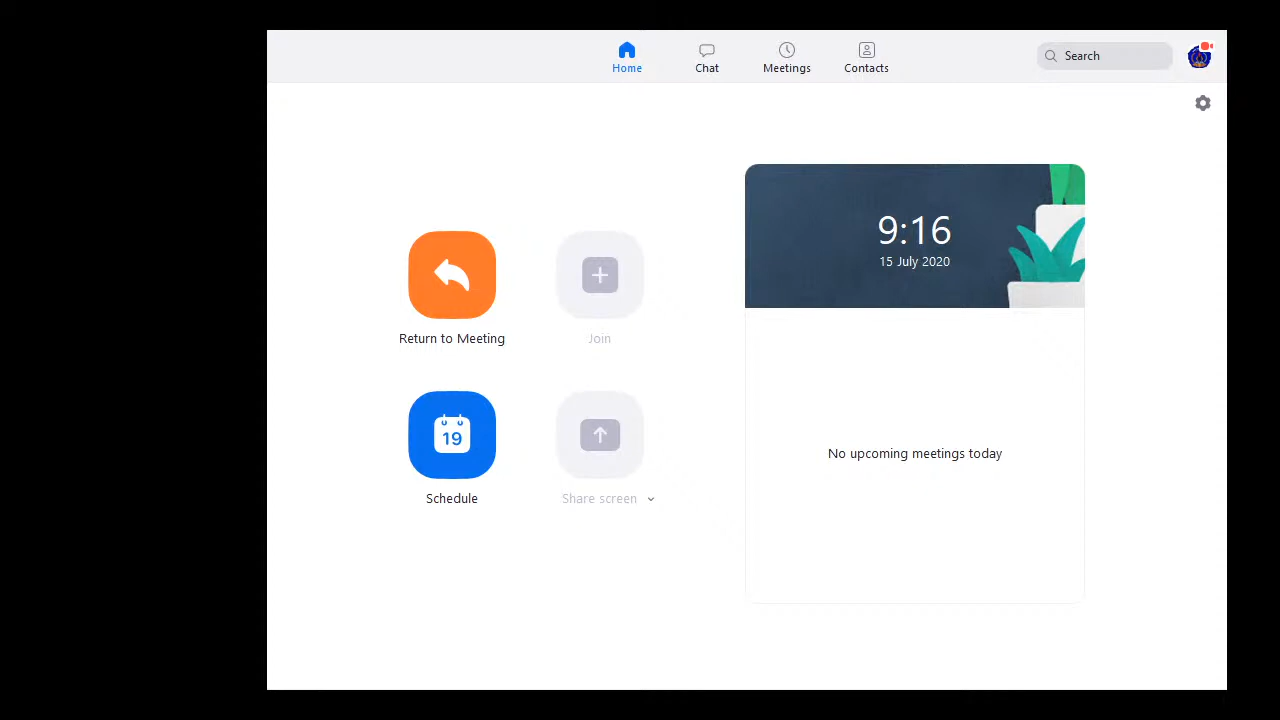 Home
Chat
Meetings
Contacts
Search
9:16
15 July 2020
Return to Meeting
Join
19
Schedule
Share screen
No upcoming meetings today